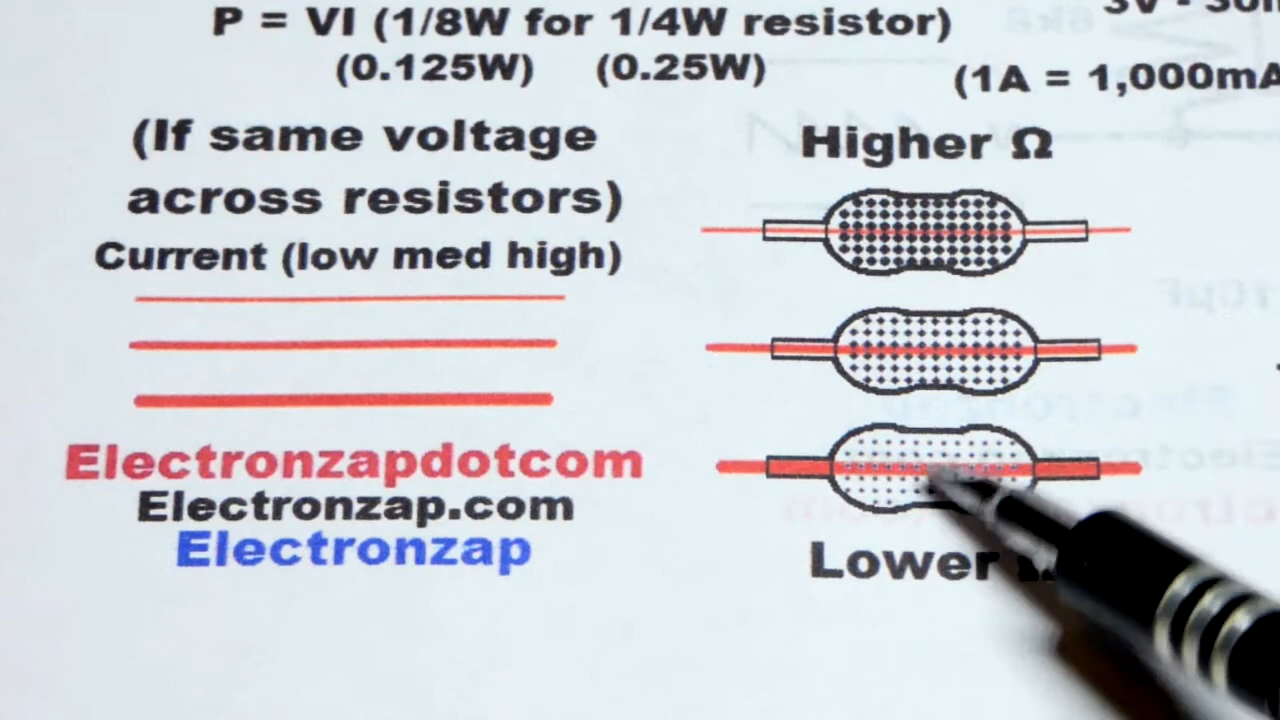 P = VI (1/8W for 1/4W resistor)
(0.125W) (0.25W)
(1A = 1,000mA
(If same voltage
across resistors)
Current (low med high)
Higher Ω
Electronzapdotcom
Electronzap.com
Electronzap
Lower